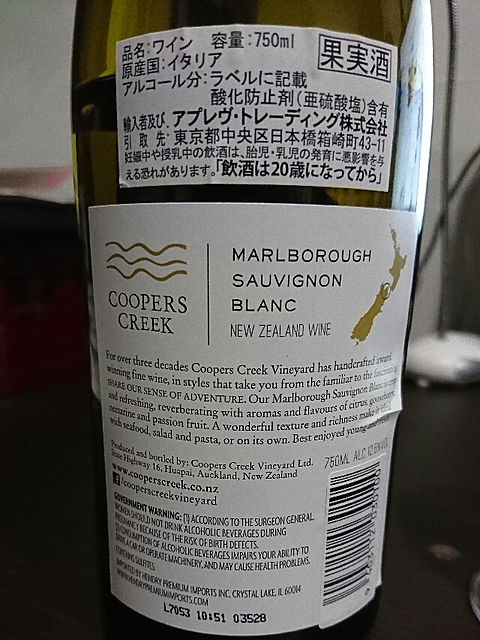 品名:ワイン 容量:750ml
果実酒
原産国:イタリア
アルコール分:ラベルに記載
酸化防止剤(亜硫酸塩)含有
輸入者及び、アプレヴ・トレーディング株式会社
引取先:東京都中央区日本橋箱崎町43-11
妊娠中や授乳中の飲酒は、胎児・乳児の発育に悪影響を与
える恐れがあります。「飲酒は20歳になってから」
COOPERS
CREEK
MARLBOROUGH
SAUVIGNON
BLANC
NEW ZEALAND WINE
For over three decades Coopers Creek Vineyard has handcrafted award
winning fine wine, in styles that take you from the familiar to the fascinating.
SHARE OUR SENSE OF ADVENTURE. Our Marlborough Sauvignon Blanc is crisp
and refreshing, reverberating with aromas and flavours of citrus, gooseberry,
nectarine and passion fruit. A wonderful texture and richness make it ideal
with seafood, salad and pasta, or on its own. Best enjoyed young and fresh.
Produced and bottled by: Coopers Creek Vineyard Ltd.
State Highway 16, Huapai, Auckland, New Zealand
www.cooperscreek.co.nz
/cooperscreekvineyard
750ML ALC 12.5%VOL
GOVERNMENT WARNING: (1) ACCORDING TO THE SURGEON GENERAL,
WOMEN SHOULD NOT DRINK ALCOHOLIC BEVERAGES DURING
PREGNANCY BECAUSE OF THE RISK OF BIRTH DEFECTS.
(2) CONSUMPTION OF ALCOHOLIC BEVERAGES IMPAIRS YOUR ABILITY TO
DRIVE A CAR OR OPERATE MACHINERY, AND MAY CAUSE HEALTH PROBLEMS.
CONTAINS SULFITES.
IMPORTED BY HENDRY PREMIUM IMPORTS INC, CRYSTAL LAKE, IL 60014
WWW.HENDRYPREMIUMIMPORTS.COM
L7053 10:51 03528